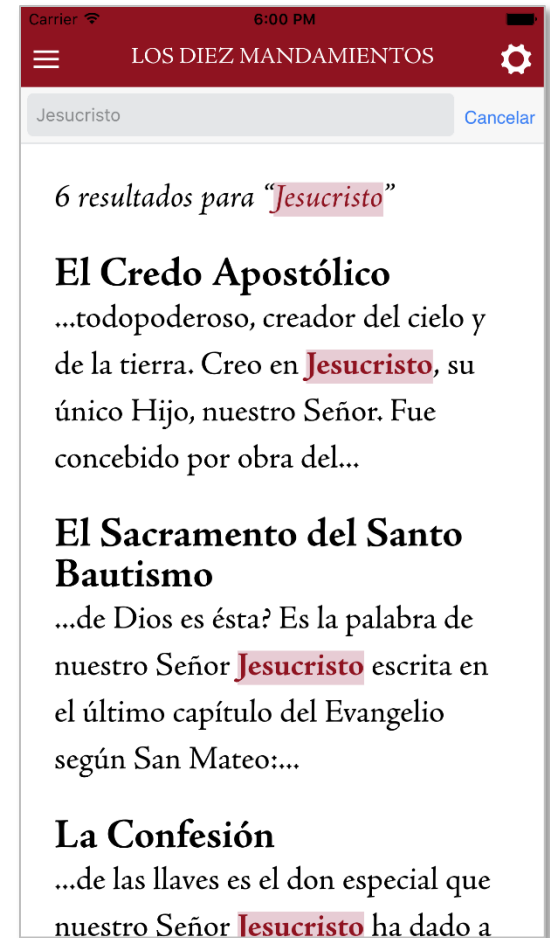 Carrier 6:00 PM
LOS DIEZ MANDAMIENTOS
Jesucristo Cancelar
6 resultados para “Jesucristo”
El Credo Apostólico
...todopoderoso, creador del cielo y
de la tierra. Creo en Jesucristo, su
único Hijo, nuestro Señor. Fue
concebido por obra del...
El Sacramento del Santo
Bautismo
...de Dios es ésta? Es la palabra de
nuestro Señor Jesucristo escrita en
el último capítulo del Evangelio
según San Mateo:...
La Confesión
...de las llaves es el don especial que
nuestro Señor Jesucristo ha dado a